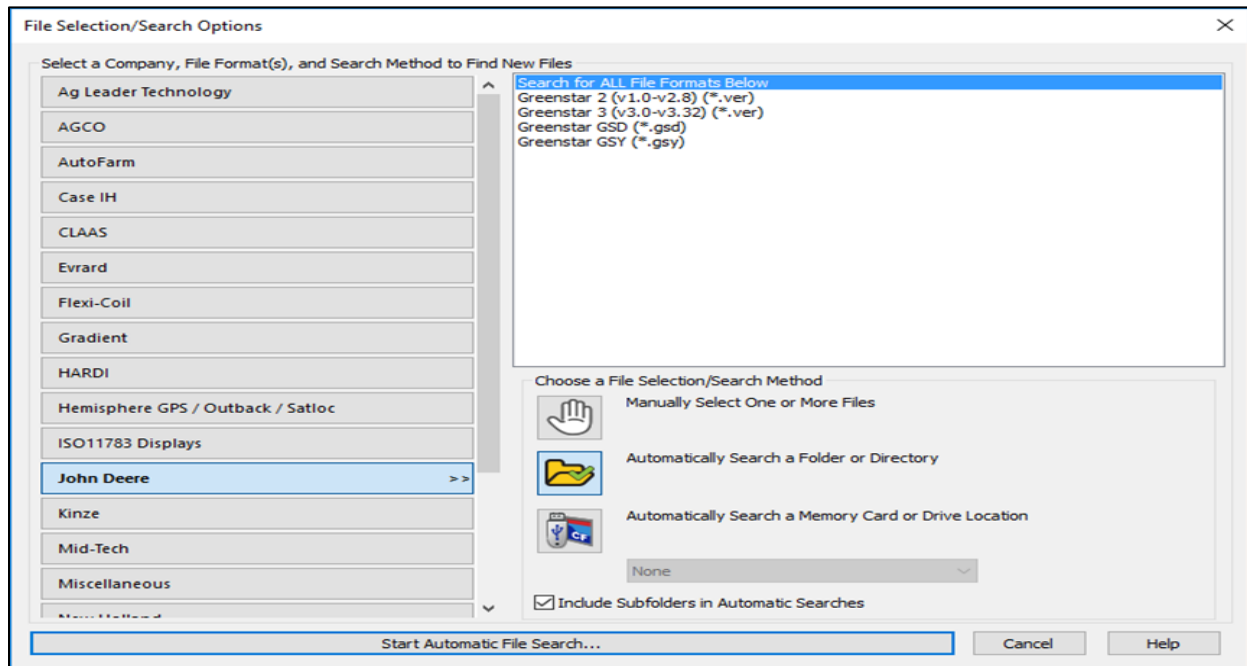 File Selection/Search Options
Select a Company, File Format(s), and Search Method to Find New Files
Ag Leader Technology
AGCO
AutoFarm
Case IH
CLAAS
Evrard
Flexi-Coil
Gradient
HARDI
Hemisphere GPS / Outback / Satloc
ISO11783 Displays
John Deere >>
Kinze
Mid-Tech
Miscellaneous
Search for ALL File Formats Below
Greenstar 2 (v1.0-v2.8) (*.ver)
Greenstar 3 (v3.0-v3.32) (*.ver)
Greenstar GSD (*.gsd)
Greenstar GSY (*.gsy)
Choose a File Selection/Search Method
Manually Select One or More Files
Automatically Search a Folder or Directory
CF
Automatically Search a Memory Card or Drive Location
None
Include Subfolders in Automatic Searches
Start Automatic File Search...
Cancel
Help